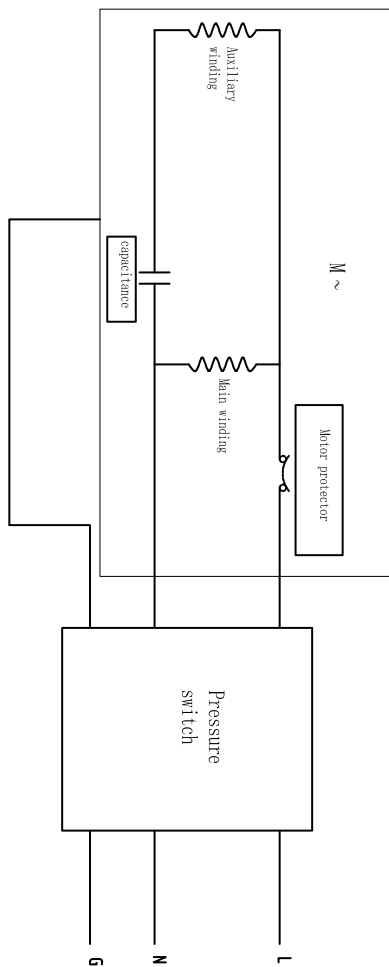 M ~
Auxiliary
winding
capacitance
Main winding
Motor protector
Pressure
switch
L
N
G